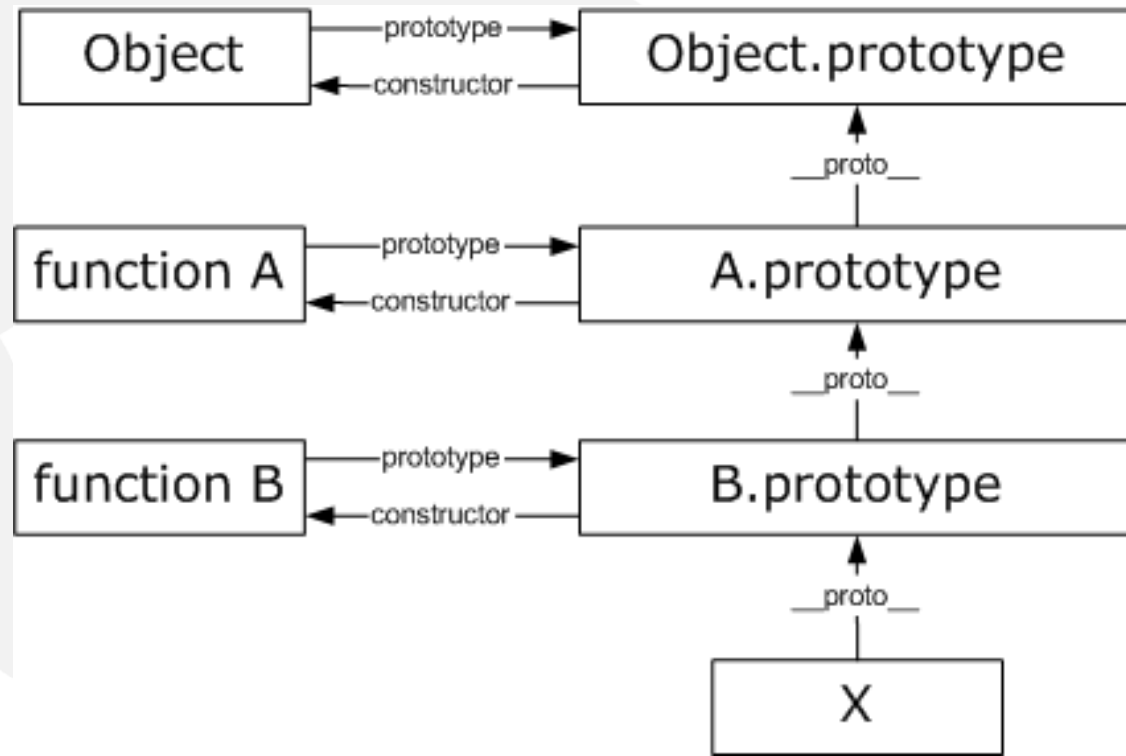 Object
prototype
constructor
Object.prototype
__proto__
function A
prototype
constructor
A.prototype
__proto__
function B
prototype
constructor
B.prototype
__proto__
X